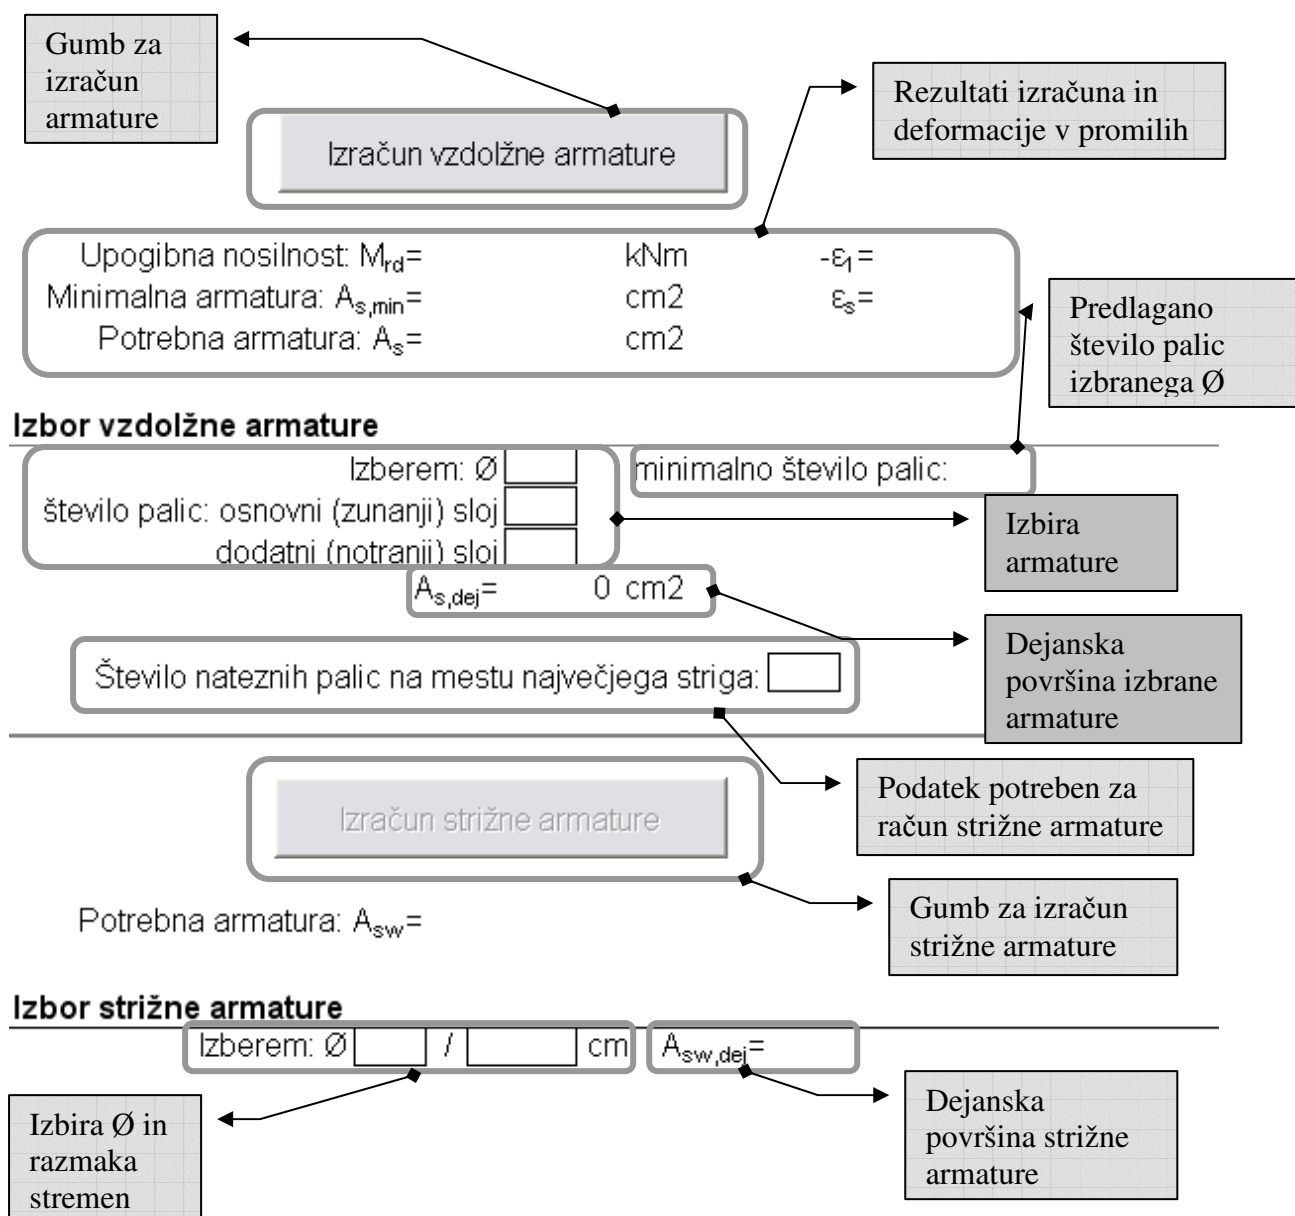 Gumb za
izračun
armature
Rezultati izračuna in
deformacije v promilih
Izračun vzdolžne armature
Upogibna nosilnost: Mrd= kNm -ε1=
Minimalna armatura: As,min= cm2 εs=
Potrebna armatura: As= cm2
Predlagano
število palic
izbranega Ø
Izbor vzdolžne armature
Izberem: Ø minimalno število palic:
število palic: osnovni (zunanji) sloj
dodatni (notranji) sloj
Izbira
armature
As,dej= 0 cm2
Dejanska
površina izbrane
armature
Število nateznih palic na mestu največjega striga:
Podatek potreben za
račun strižne armature
Izračun strižne armature
Gumb za izračun
strižne armature
Potrebna armatura: Asw=
Izbor strižne armature
Izberem: Ø / cm Asw,dej=
Izbira Ø in
razmaka
stremen
Dejanska
površina strižne
armature